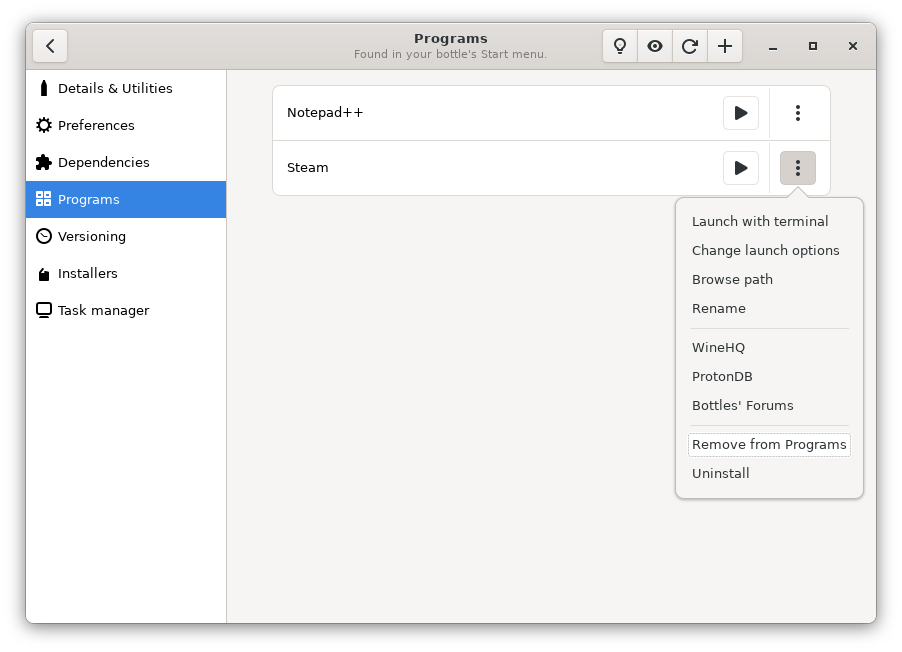 Programs
Found in your bottle's Start menu.
Details & Utilities
Preferences
Dependencies
Programs
Versioning
Installers
Task manager
Notepad++
Steam
Launch with terminal
Change launch options
Browse path
Rename
WineHQ
ProtonDB
Bottles' Forums
Remove from Programs
Uninstall